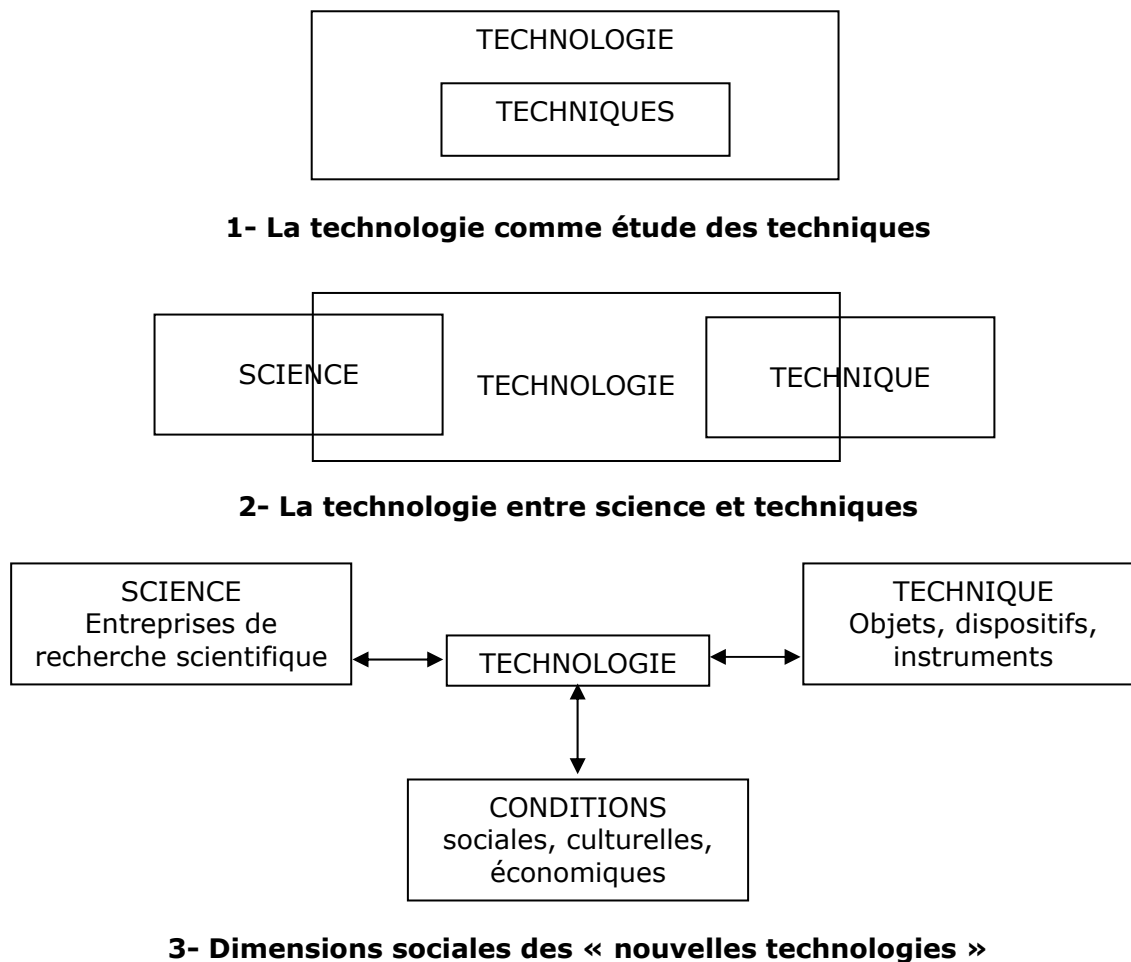 TECHNOLOGIE
TECHNIQUES
1- La technologie comme étude des techniques
SCIENCE
TECHNOLOGIE
TECHNIQUE
2- La technologie entre science et techniques
SCIENCE
Entreprises de
recherche scientifique
TECHNOLOGIE
TECHNIQUE
Objets, dispositifs,
instruments
CONDITIONS
sociales, culturelles,
économiques
3- Dimensions sociales des « nouvelles technologies »